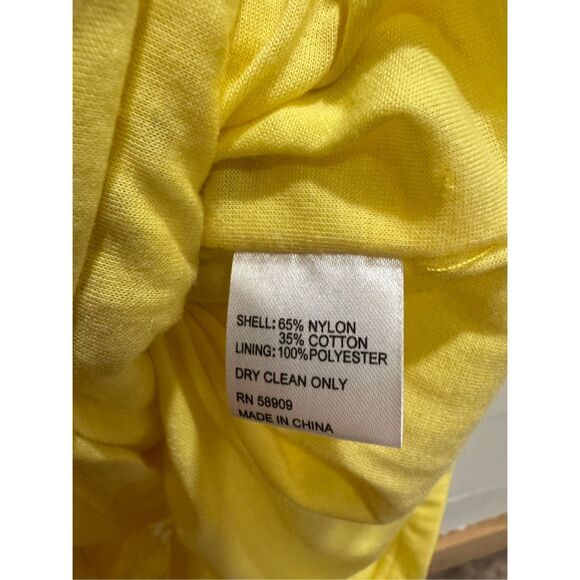 SHELL: 65% NYLON
35% COTTON
LINING: 100% POLYESTER
DRY CLEAN ONLY
RN 58909
MADE IN CHINA